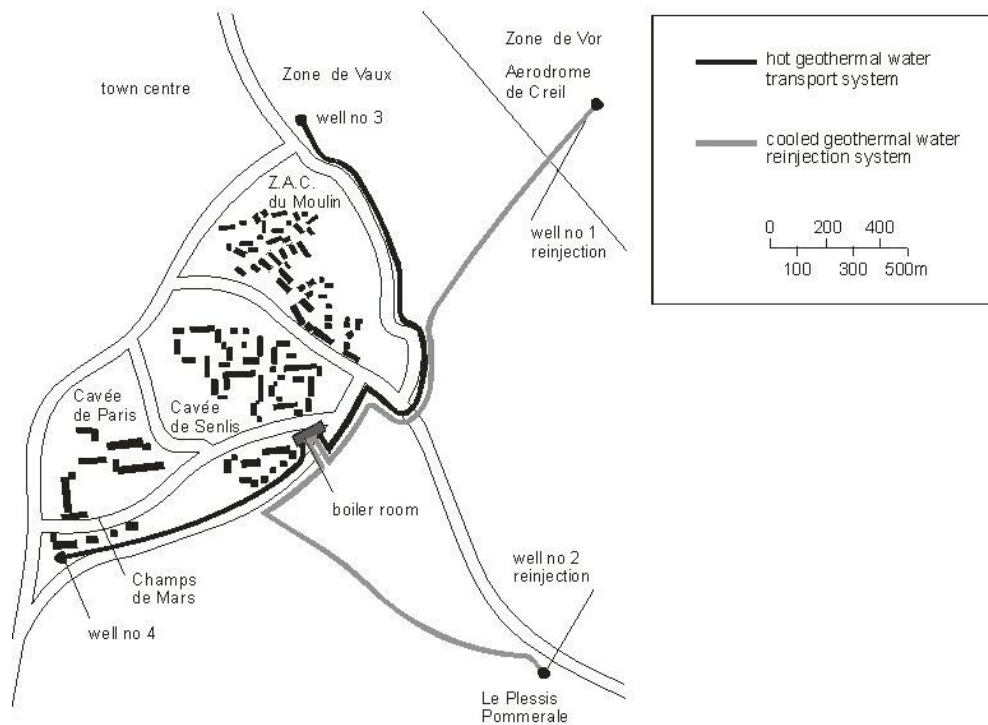 Zone de Vor
Zone de Vaux
Aerodrome
de Creil
town centre
well no 3
Z.A.C.
du Moulin
well no 1
reinjection
Cavée
de Paris
Cavée
de Senlis
boiler room
well no 2
reinjection
Champs
de Mars
well no 4
Le Plessis
Pommerale
hot geothermal water
transport system
cooled geothermal water
reinjection system
0 200 400
100 300 500m